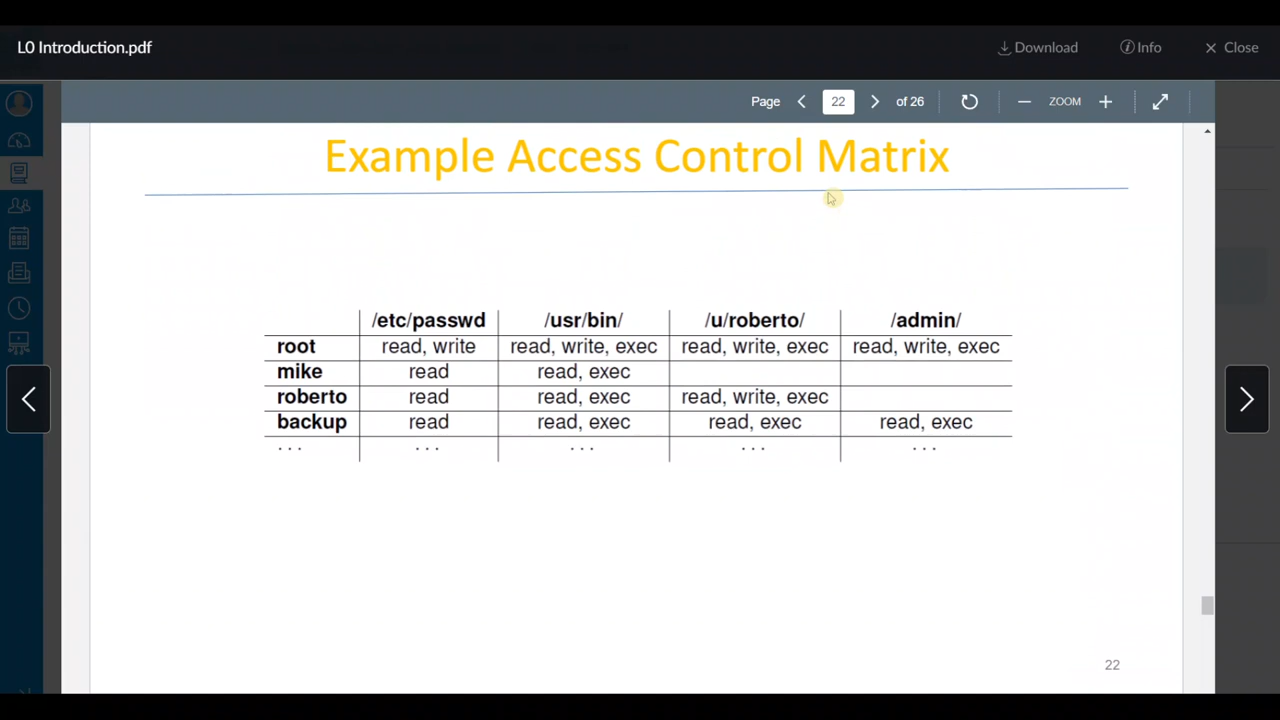 L0 Introduction.pdf
Download
Info
Close
Page 22 of 26 ZOOM
Example Access Control Matrix
/etc/passwd /usr/bin/ /u/roberto/ /admin/
root read, write read, write, exec read, write, exec read, write, exec
mike read read, exec
roberto read read, exec read, write, exec
backup read read, exec read, exec read, exec
. . . . . . . . . . . . . . .
22